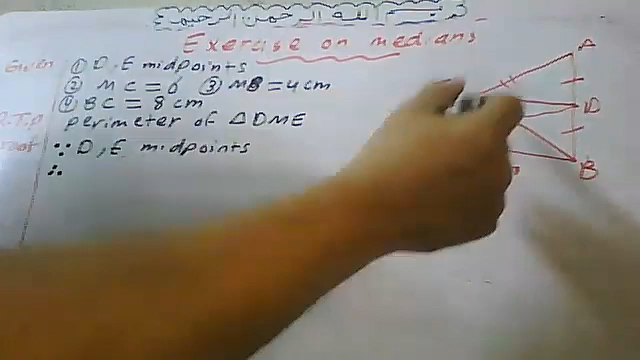 بسم الله الرحمن الرحيم
Exercise on medians
Given ① D, E midpoints
② MC = 6 ③ MB = 4 cm
④ BC = 8 cm
R.T.P perimeter of △DME
∵ D, E midpoints
∴
A
D
B